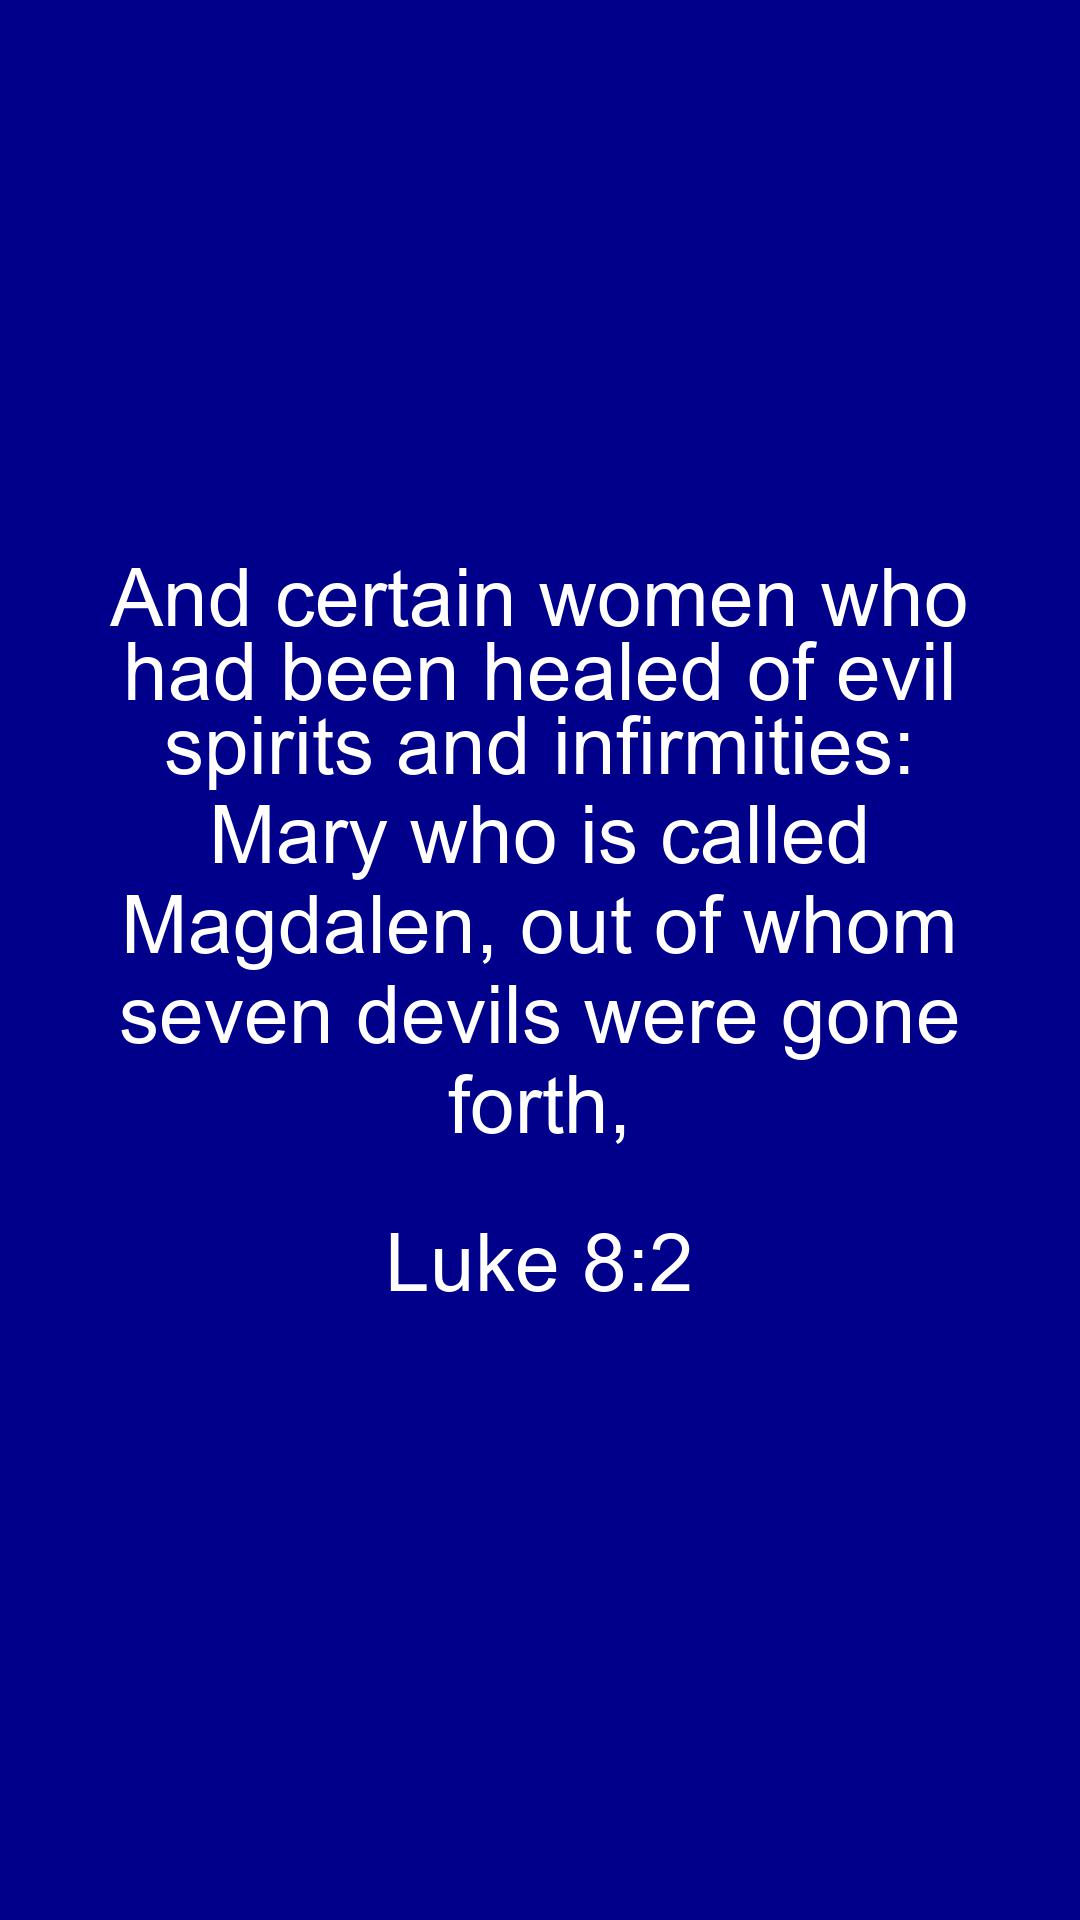 And certain women who
had been healed of evil
spirits and infirmities:
Mary who is called
Magdalen, out of whom
seven devils were gone
forth,
Luke 8:2